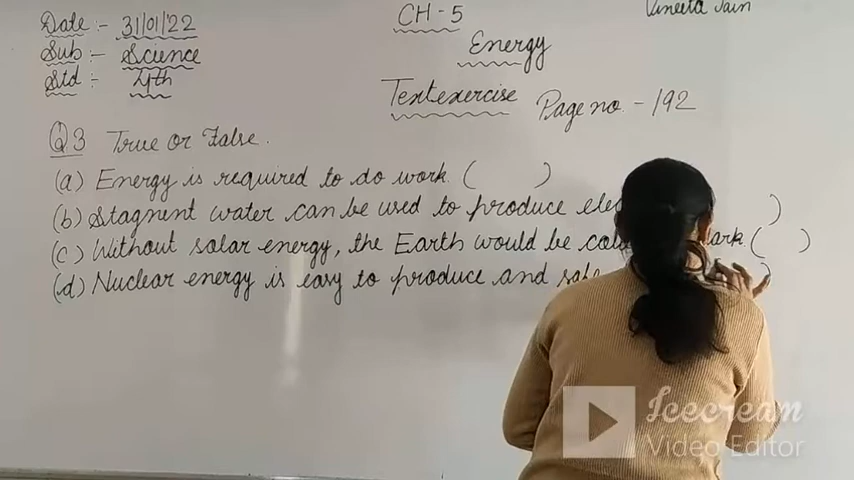 Date :- 31/01/22
Sub :- Science
Std :- 4th
CH-5
Energy
Vineeta Jain
Textexercise Page no. - 192
Q3 True or False.
(a) Energy is required to do work. ( )
(b) Stagnent water can be used to produce )
(c) Without solar energy, the Earth would be ( )
(d) Nuclear energy is easy to produce and )
Icecream
Video Editor